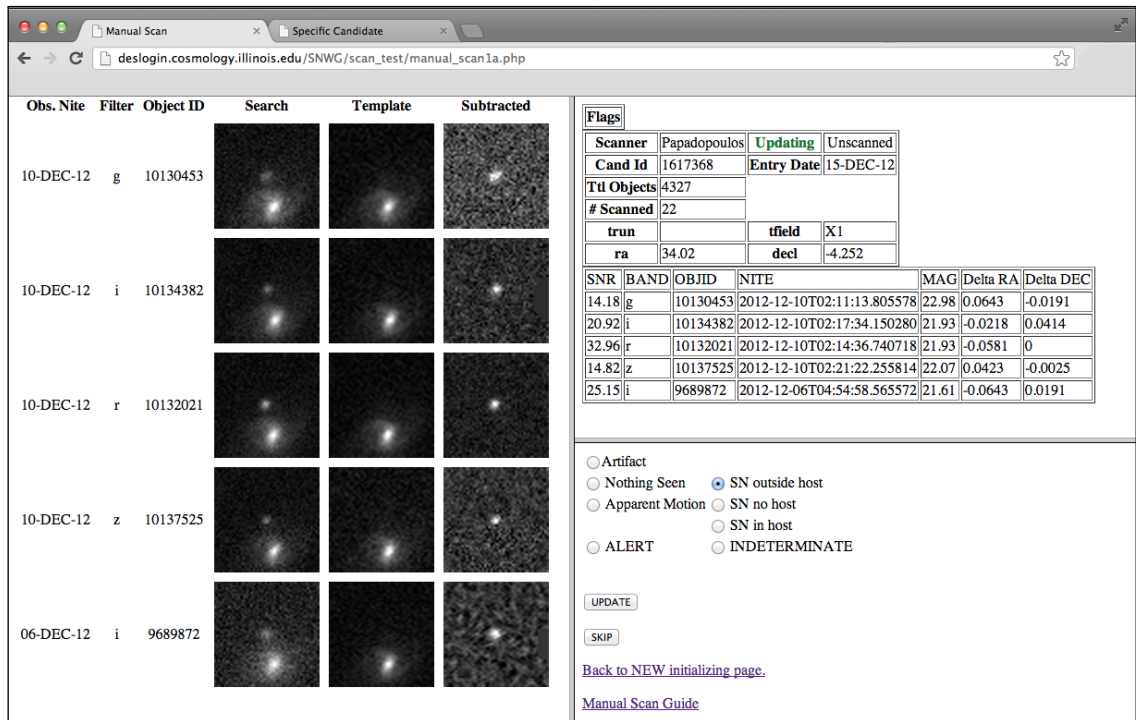 Manual Scan
Specific Candidate
deslogin.cosmology.illinois.edu/SNWG/scan_test/manual_scan1a.php
Obs. Nite Filter Object ID Search Template Subtracted
10-DEC-12 g 10130453
10-DEC-12 i 10134382
10-DEC-12 r 10132021
10-DEC-12 z 10137525
06-DEC-12 i 9689872
Flags
Scanner Papadopoulos Updating Unscanned
Cand Id 1617368 Entry Date 15-DEC-12
Ttl Objects 4327
# Scanned 22
trun tfield X1
ra 34.02 decl -4.252
SNR BAND OBJID NITE MAG Delta RA Delta DEC
14.18 g 10130453 2012-12-10T02:11:13.805578 22.98 0.0643 -0.0191
20.92 i 10134382 2012-12-10T02:17:34.150280 21.93 -0.0218 0.0414
32.96 r 10132021 2012-12-10T02:14:36.740718 21.93 -0.0581 0
14.82 z 10137525 2012-12-10T02:21:22.255814 22.07 0.0423 -0.0025
25.15 i 9689872 2012-12-06T04:54:58.565572 21.61 -0.0643 0.0191
Artifact
Nothing Seen SN outside host
Apparent Motion SN no host
SN in host
ALERT INDETERMINATE
UPDATE
SKIP
Back to NEW initializing page.
Manual Scan Guide